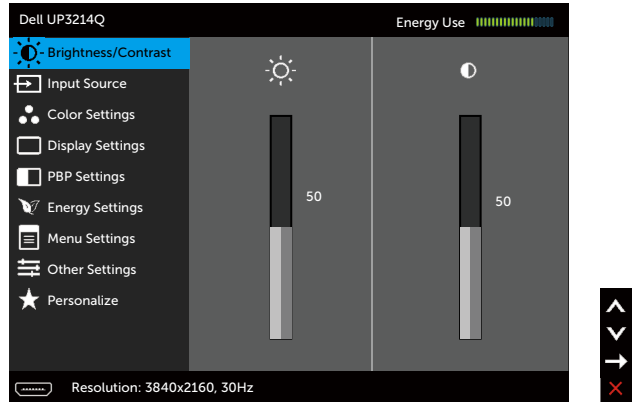 Dell UP3214Q
Energy Use
Brightness/Contrast
Input Source
Color Settings
Display Settings
PBP Settings
Energy Settings
Menu Settings
Other Settings
Personalize
50
50
Resolution: 3840x2160, 30Hz